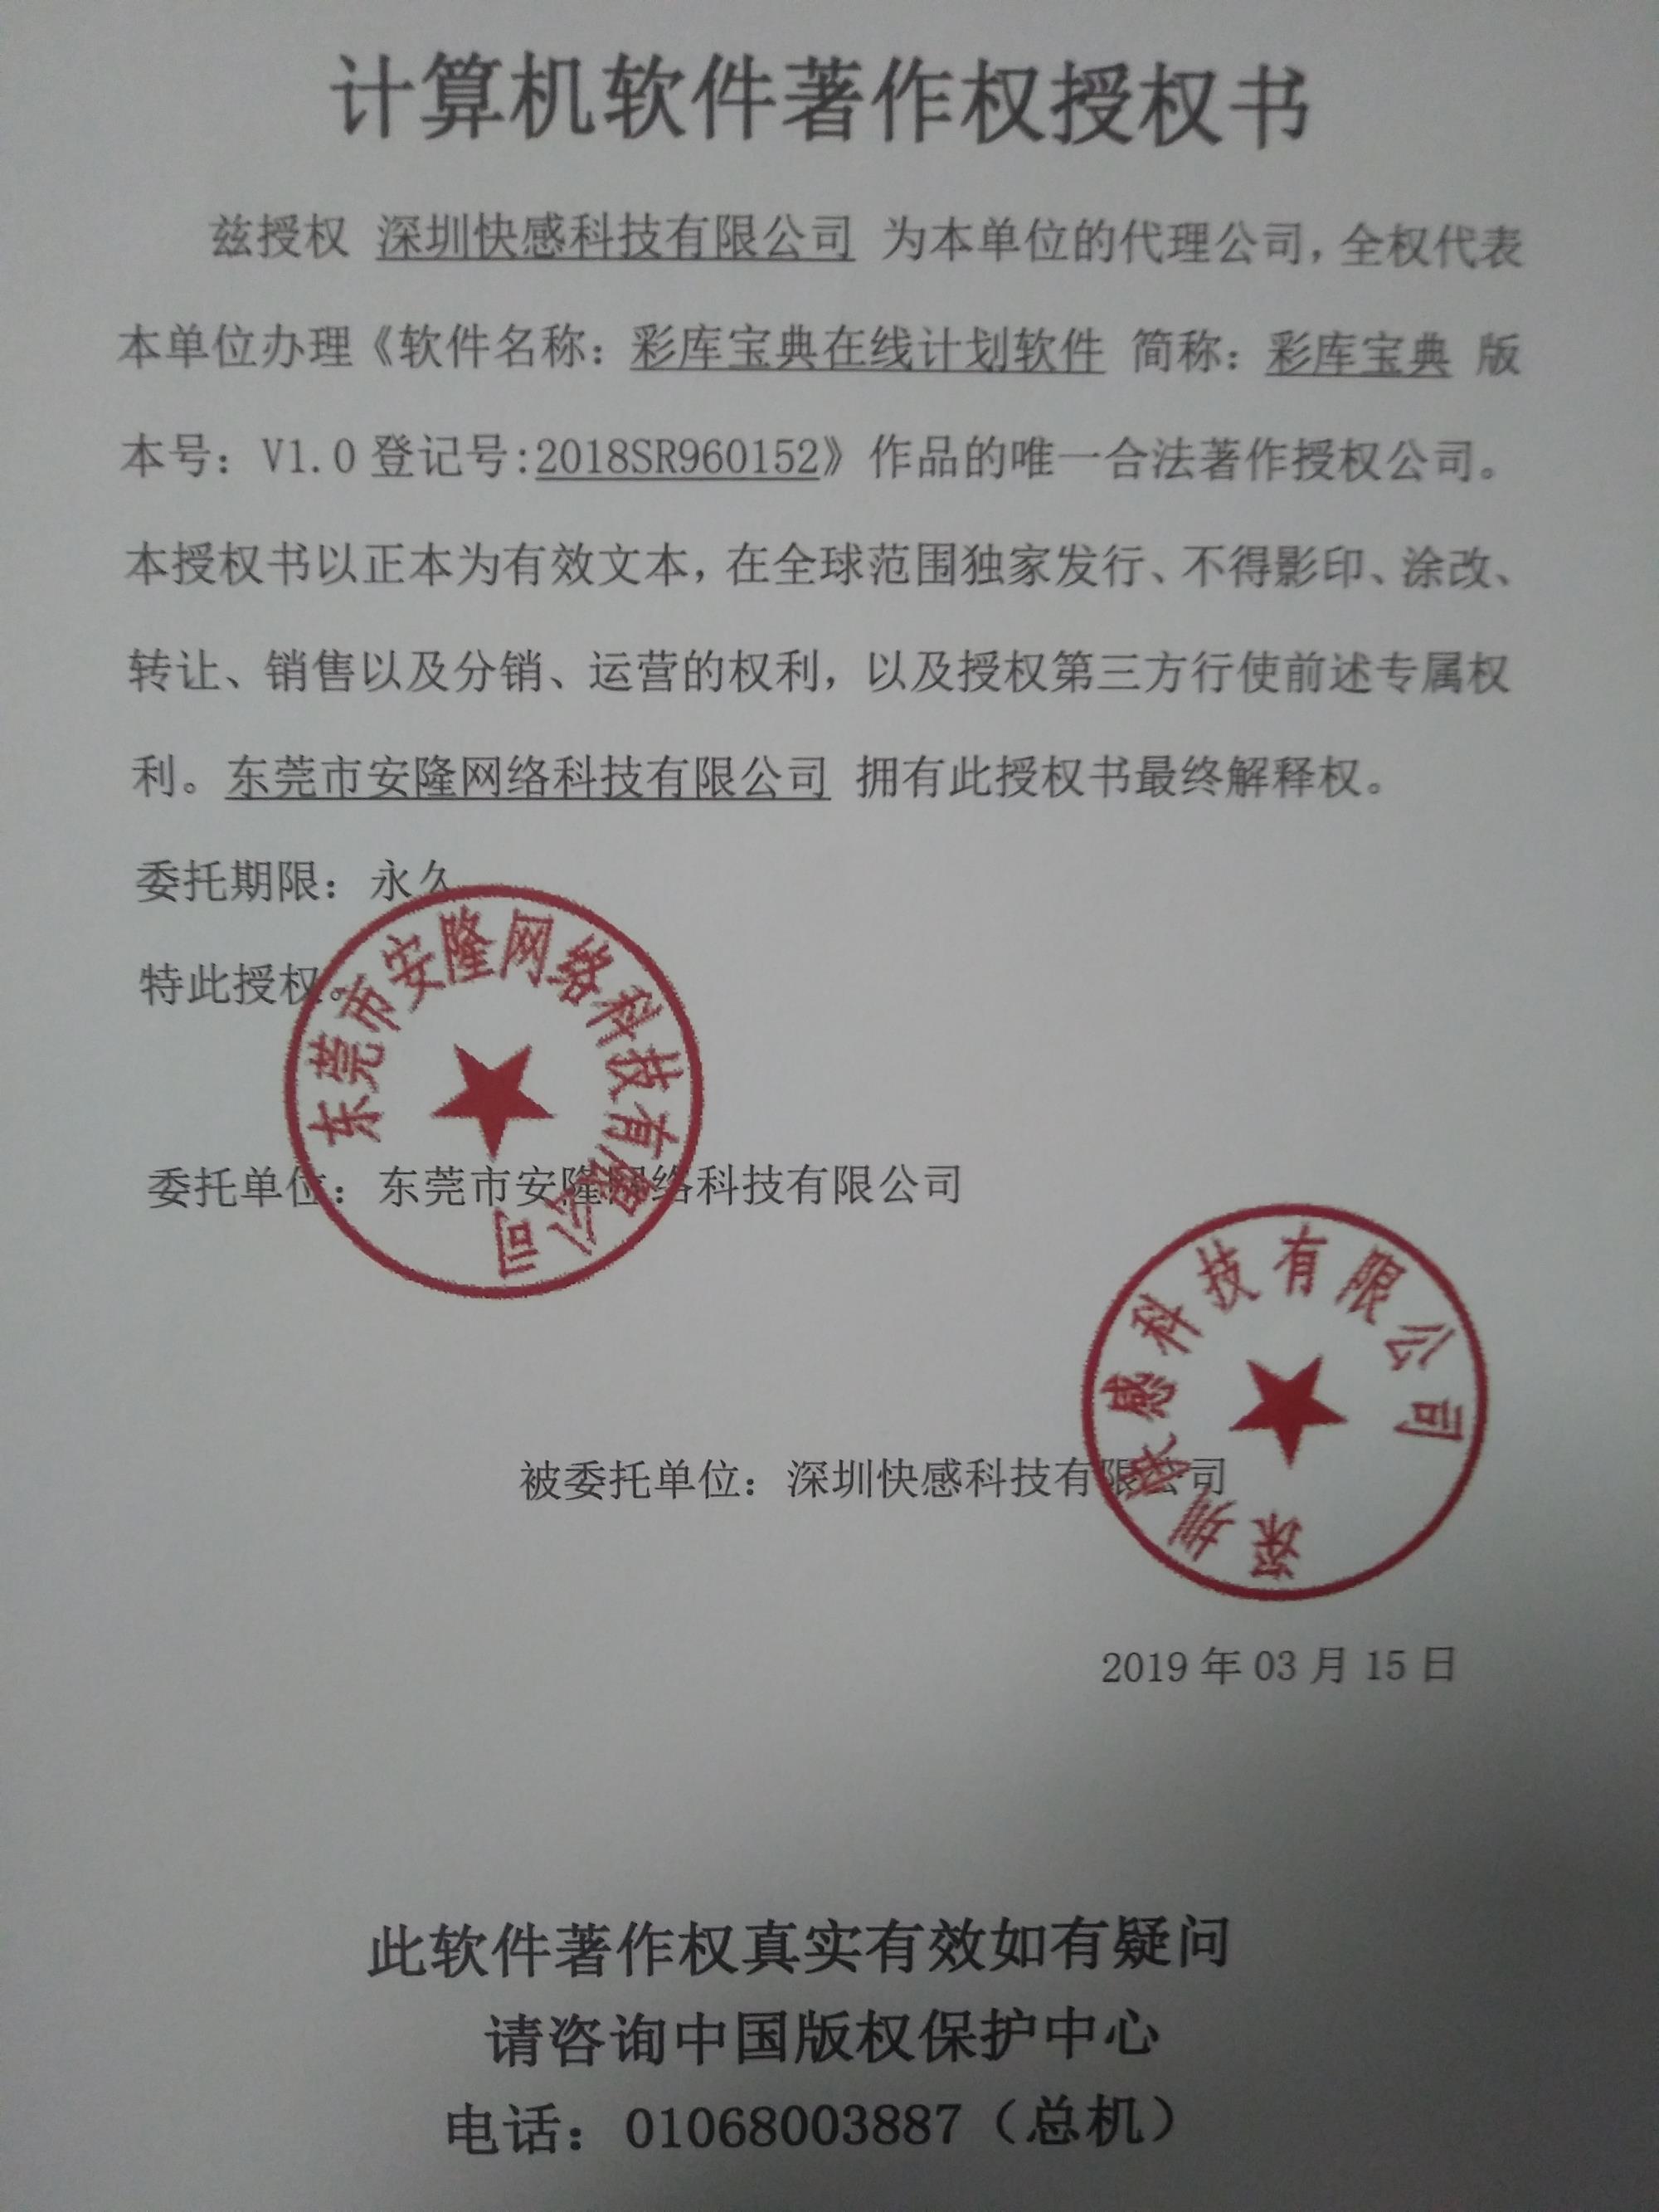 计算机软件著作权授权书
兹授权 深圳快感科技有限公司 为本单位的代理公司，全权代表
本单位办理《软件名称：彩库宝典在线计划软件 简称：彩库宝典 版
本号：V1.0 登记号:2018SR960152》作品的唯一合法著作授权公司。
本授权书以正本为有效文本，在全球范围独家发行、不得影印、涂改、
转让、销售以及分销、运营的权利，以及授权第三方行使前述专属权
利。东莞市安隆网络科技有限公司 拥有此授权书最终解释权。
委托期限：永久
特此授权。
东莞市安隆网络科技有限公司
委托单位：东莞市安隆网络科技有限公司
深圳快感科技有限公司
被委托单位：深圳快感科技有限公司
2019 年 03 月 15 日
此软件著作权真实有效如有疑问
请咨询中国版权保护中心
电话：01068003887（总机）